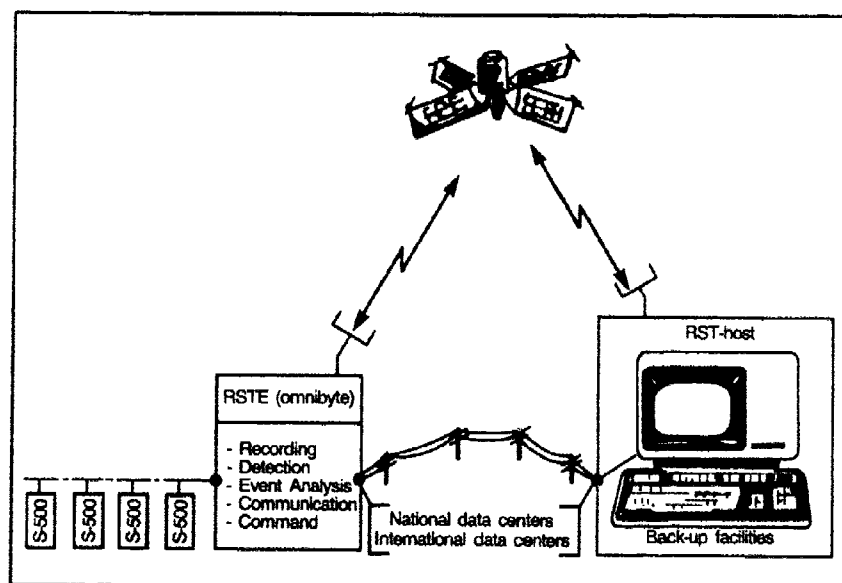 RST-host
RSTE (omnibyte)
- Recording
- Detection
- Event Analysis
- Communication
- Command
S-500
S-500
S-500
S-500
National data centers
International data centers
Back-up facilities